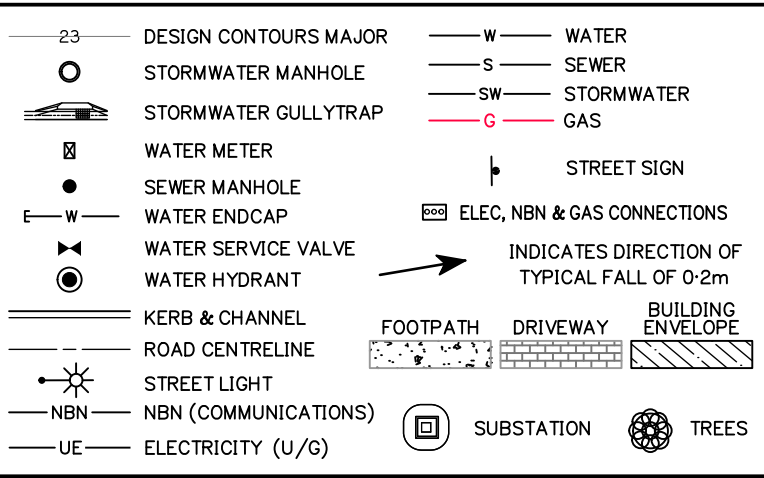 23 DESIGN CONTOURS MAJOR
STORMWATER MANHOLE
STORMWATER GULLYTRAP
WATER METER
SEWER MANHOLE
E W WATER ENDCAP
WATER SERVICE VALVE
WATER HYDRANT
KERB & CHANNEL
ROAD CENTRELINE
STREET LIGHT
NBN NBN (COMMUNICATIONS)
UE ELECTRICITY (U/G)
W WATER
S SEWER
SW STORMWATER
G GAS
STREET SIGN
ELEC, NBN & GAS CONNECTIONS
INDICATES DIRECTION OF
TYPICAL FALL OF 0·2m
FOOTPATH
DRIVEWAY
BUILDING
ENVELOPE
SUBSTATION
TREES